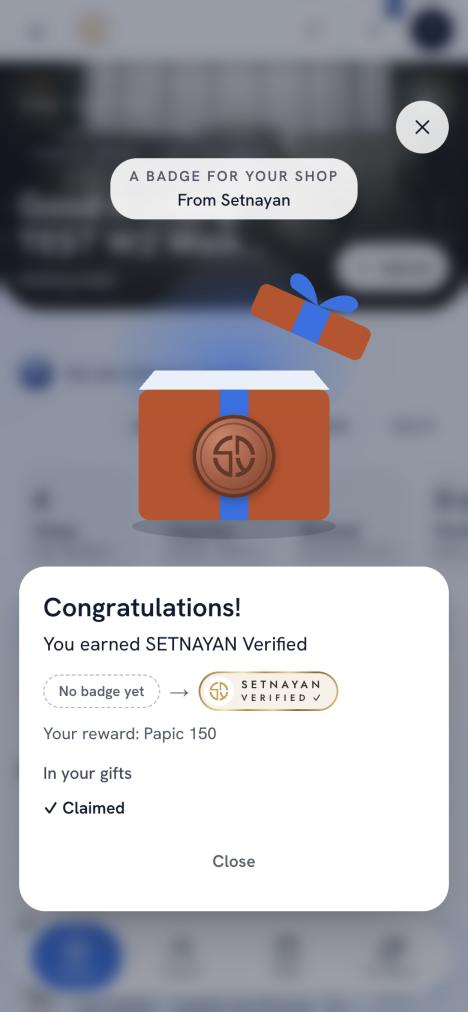 A BADGE FOR YOUR SHOP
From Setnayan
Congratulations!
You earned SETNAYAN Verified
No badge yet → SETNAYAN VERIFIED ✓
Your reward: Papic 150
In your gifts
✓ Claimed
Close